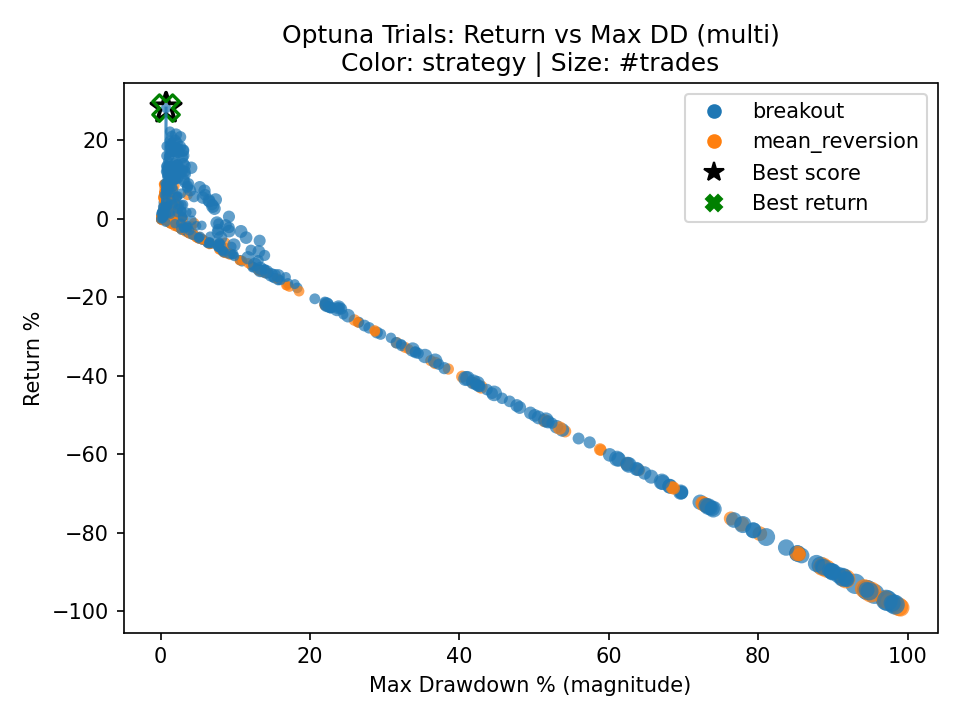 Optuna Trials: Return vs Max DD (multi)
Color: strategy | Size: #trades
breakout
mean_reversion
Best score
Best return
Return %
20
0
−20
−40
−60
−80
−100
0
20
40
60
80
100
Max Drawdown % (magnitude)